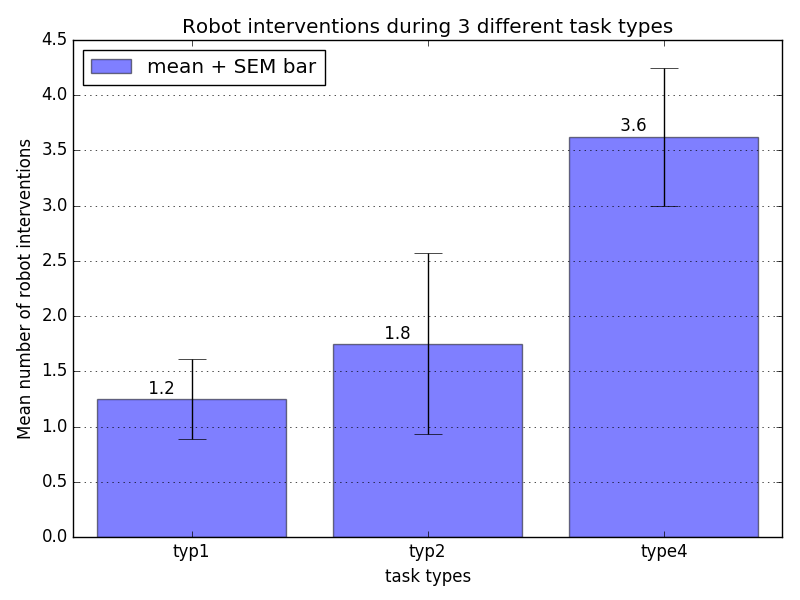 Robot interventions during 3 different task types
mean + SEM bar
Mean number of robot interventions
4.5
4.0
3.5
3.0
2.5
2.0
1.5
1.0
0.5
0.0
1.2
1.8
3.6
typ1
typ2
type4
task types